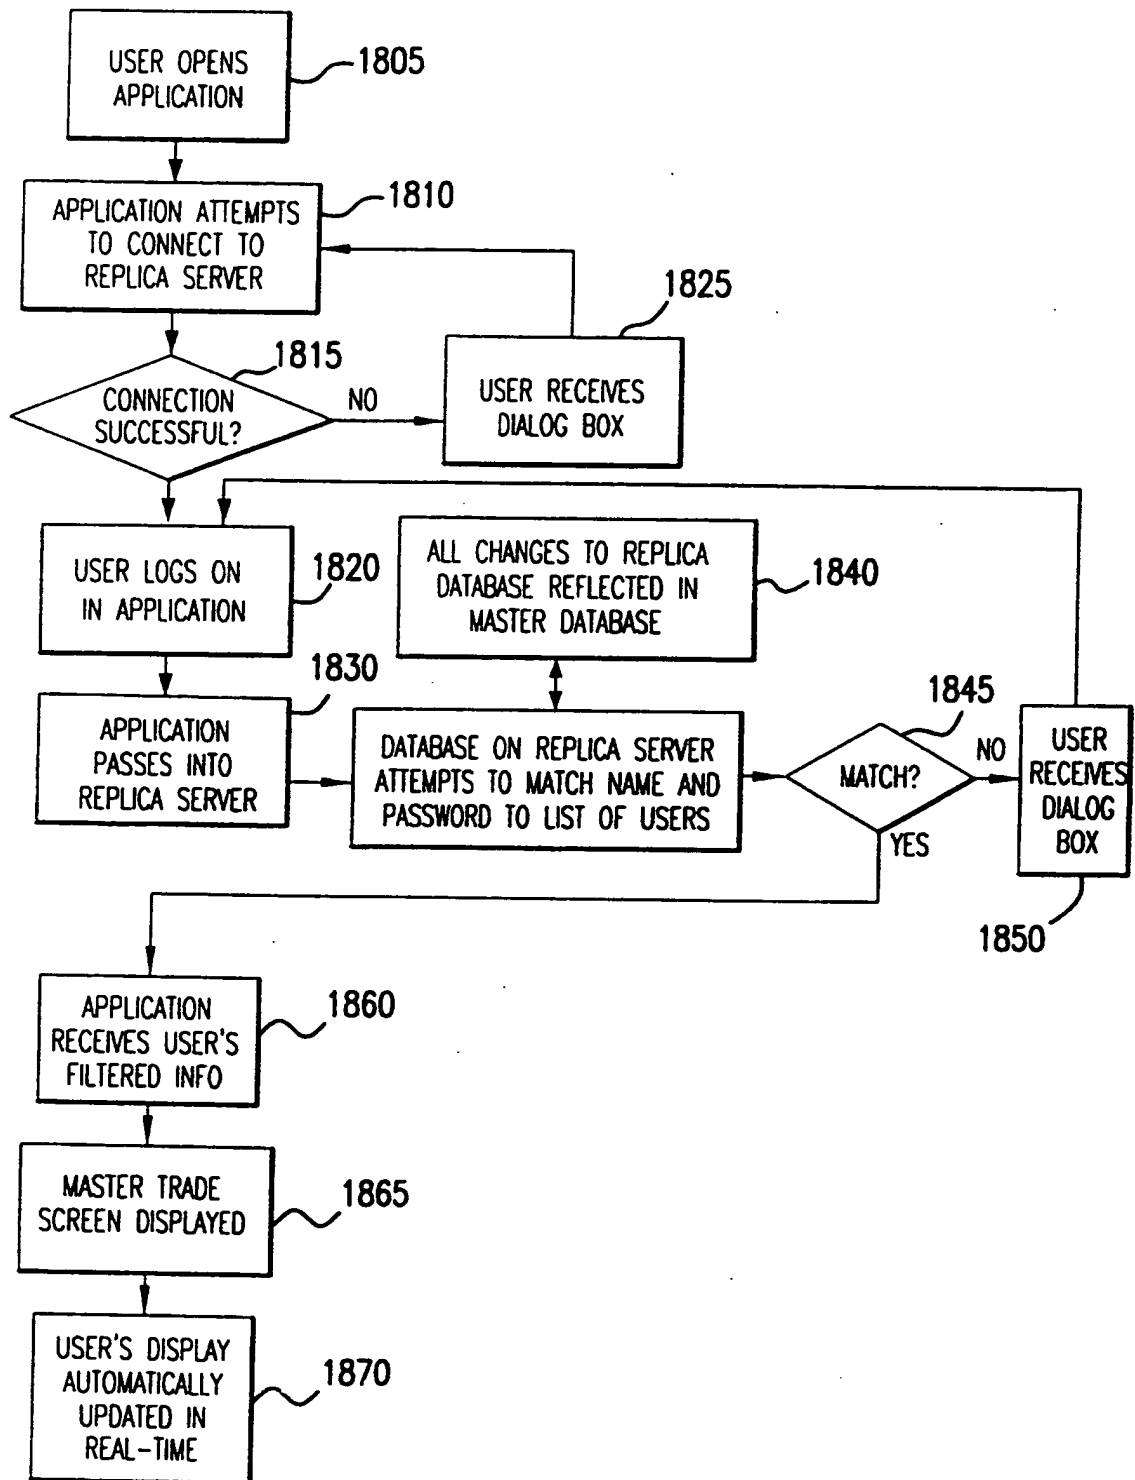 USER OPENS
APPLICATION
1805
APPLICATION ATTEMPTS
TO CONNECT TO
REPLICA SERVER
1810
1825
USER RECEIVES
DIALOG BOX
1815
CONNECTION
SUCCESSFUL?
NO
USER LOGS ON
IN APPLICATION
1820
ALL CHANGES TO REPLICA
DATABASE REFLECTED IN
MASTER DATABASE
1840
1830
APPLICATION
PASSES INTO
REPLICA SERVER
DATABASE ON REPLICA SERVER
ATTEMPTS TO MATCH NAME AND
PASSWORD TO LIST OF USERS
1845
MATCH?
NO
YES
USER
RECEIVES
DIALOG
BOX
1850
APPLICATION
RECEIVES USER'S
FILTERED INFO
1860
MASTER TRADE
SCREEN DISPLAYED
1865
USER'S DISPLAY
AUTOMATICALLY
UPDATED IN
REAL-TIME
1870